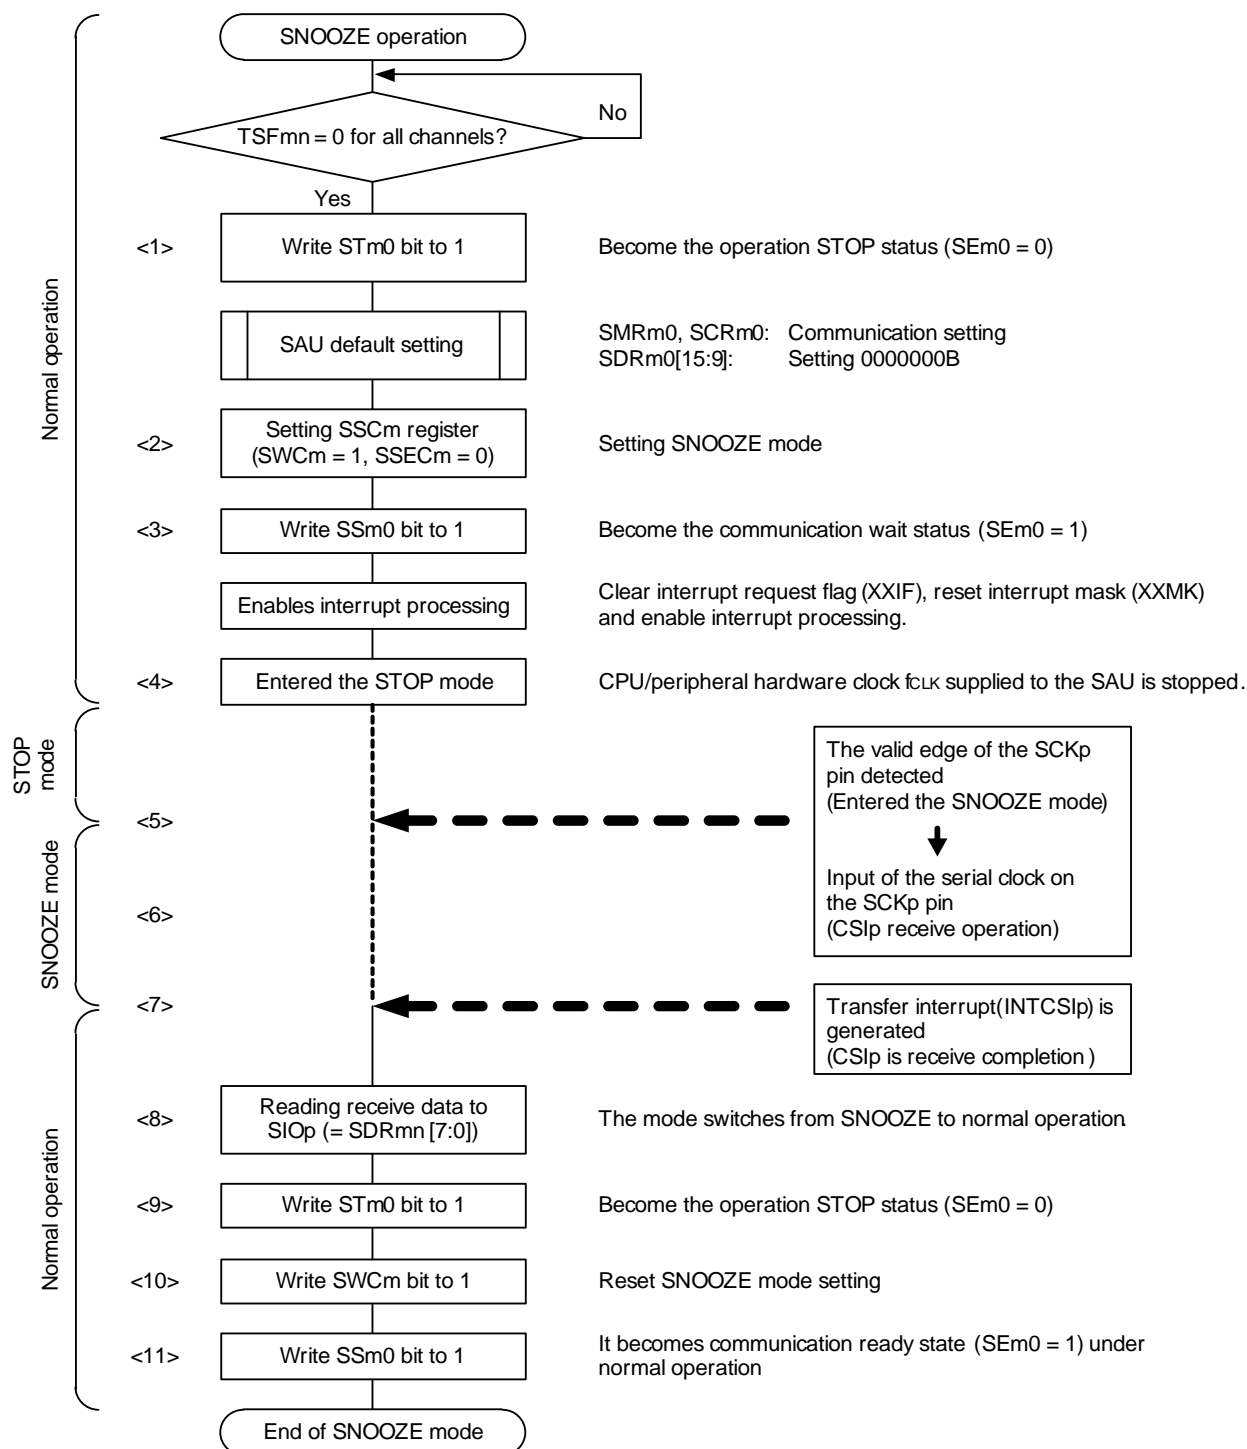 SNOOZE operation
No
TSFmn = 0 for all channels?
Yes
<1>
Write STm0 bit to 1
Become the operation STOP status (SEm0 = 0)
SAU default setting
SMRm0, SCRm0: Communication setting
SDRm0[15:9]: Setting 0000000B
Normal operation
<2>
Setting SSCm register
(SWCm = 1, SSECm = 0)
Setting SNOOZE mode
<3>
Write SSm0 bit to 1
Become the communication wait status (SEm0 = 1)
Enables interrupt processing
Clear interrupt request flag (XXIF), reset interrupt mask (XXMK)
and enable interrupt processing.
<4>
Entered the STOP mode
CPU/peripheral hardware clock fCLK supplied to the SAU is stopped.
STOP
mode
The valid edge of the SCKp
pin detected
(Entered the SNOOZE mode)
<5>
SNOOZE mode
Input of the serial clock on
the SCKp pin
(CSIp receive operation)
<6>
<7>
Transfer interrupt(INTCSIp) is
generated
(CSIp is receive completion )
Normal operation
<8>
Reading receive data to
SIOp (= SDRmn [7:0])
The mode switches from SNOOZE to normal operation.
<9>
Write STm0 bit to 1
Become the operation STOP status (SEm0 = 0)
<10>
Write SWCm bit to 1
Reset SNOOZE mode setting
<11>
Write SSm0 bit to 1
It becomes communication ready state (SEm0 = 1) under
normal operation
End of SNOOZE mode